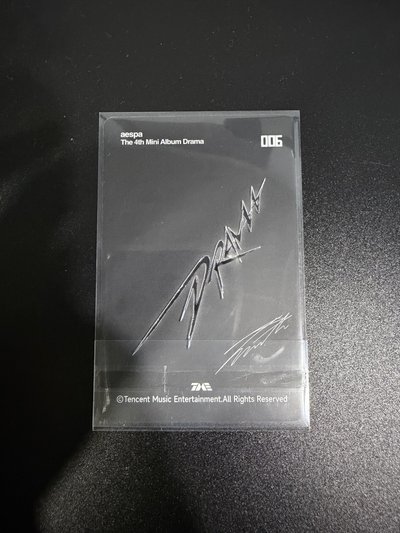 aespa
The 4th Mini Album Drama
006
DRAMA
TME
©Tencent Music Entertainment.All Rights Reserved